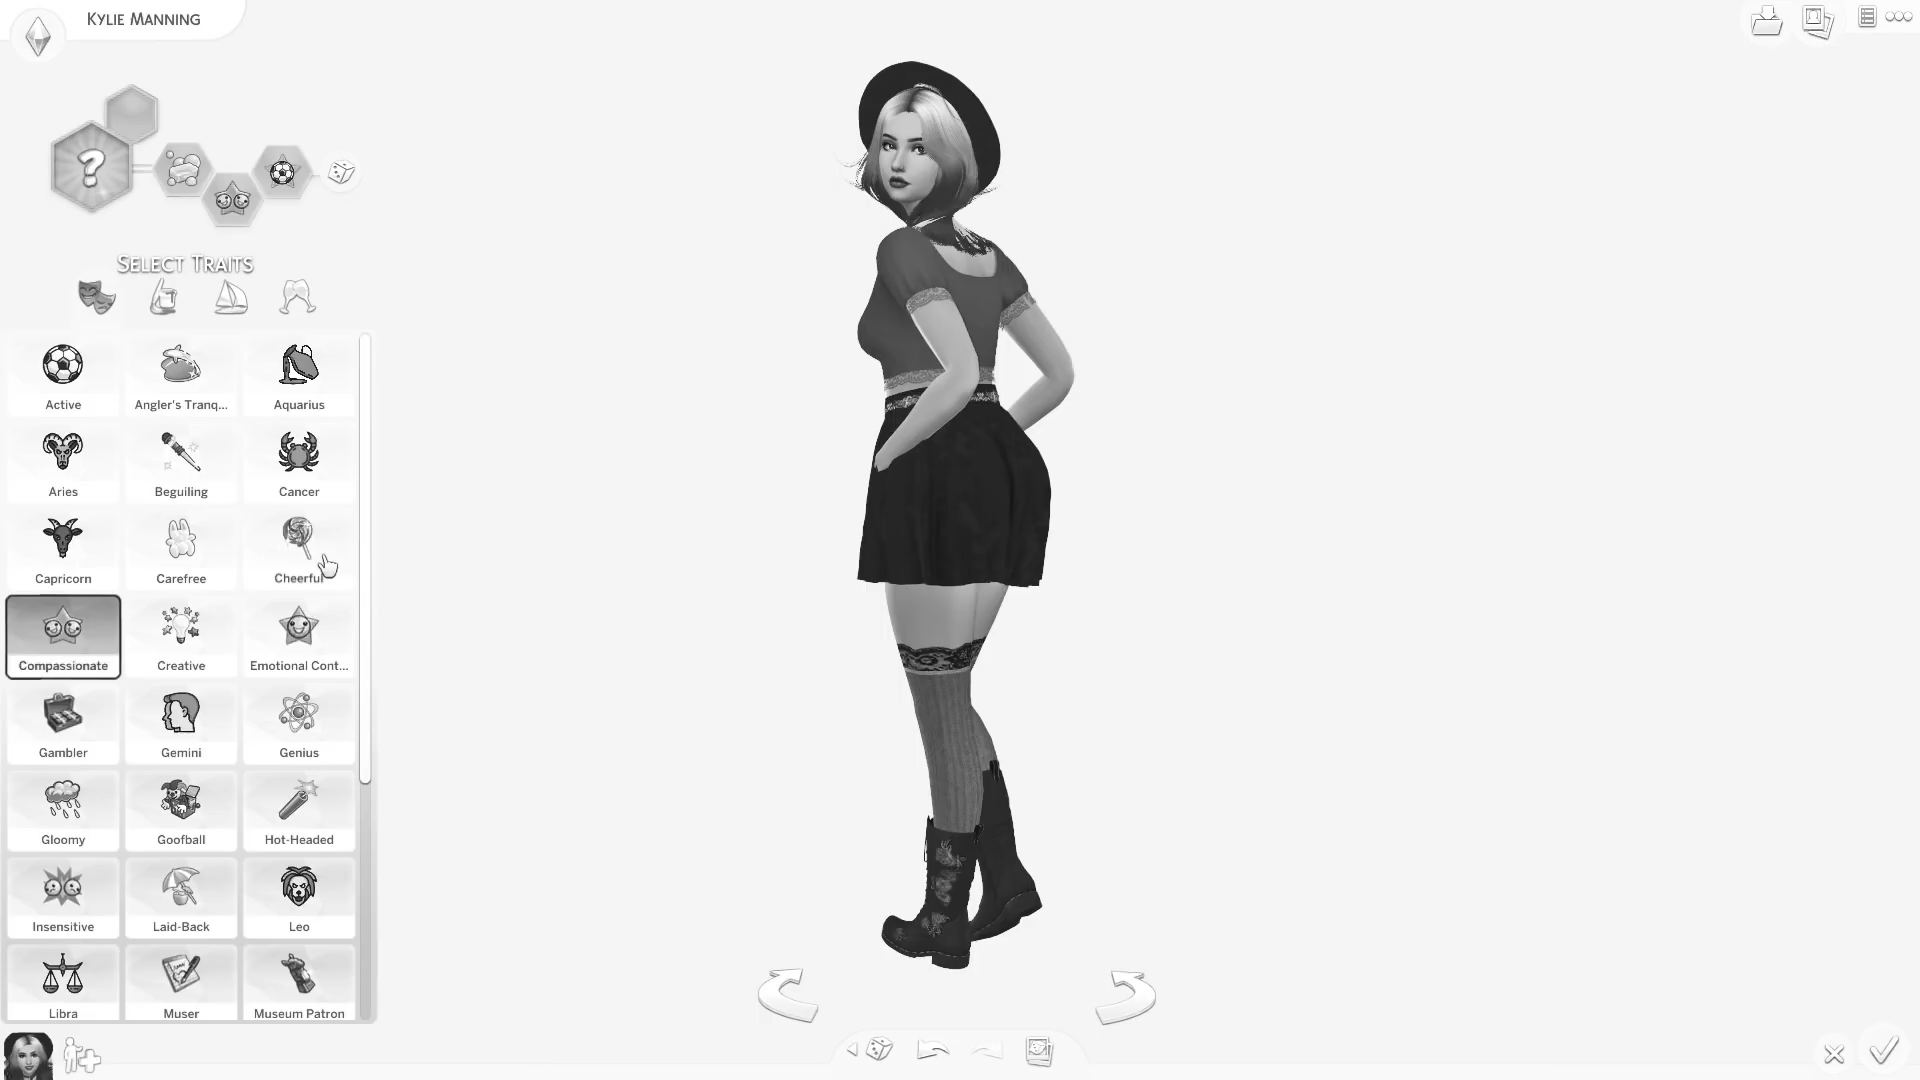 Kylie Manning
Select Traits
Active
Angler's Tranq...
Aquarius
Aries
Beguiling
Cancer
Capricorn
Carefree
Cheerful
Compassionate
Creative
Emotional Cont...
Gambler
Gemini
Genius
Gloomy
Goofball
Hot-Headed
Insensitive
Laid-Back
Leo
Libra
Muser
Museum Patron